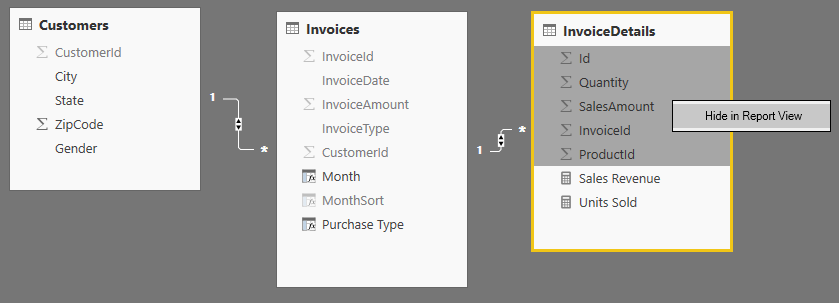 Customers
CustomerId
City
State
ZipCode
Gender
1
*
Invoices
InvoiceId
InvoiceDate
InvoiceAmount
InvoiceType
CustomerId
Month
MonthSort
Purchase Type
1
*
InvoiceDetails
Id
Quantity
SalesAmount
InvoiceId
ProductId
Sales Revenue
Units Sold
Hide in Report View